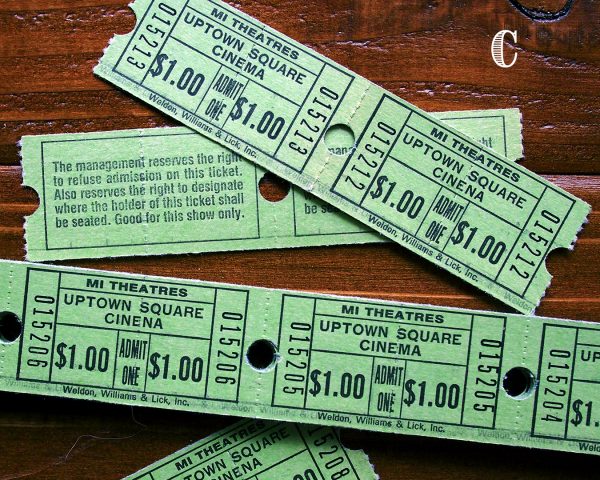 C
MI THEATRES
UPTOWN SQUARE
CINEMA
015213
$1.00
ADMIT
ONE
$1.00
015213
Weldon, Williams & Lick, Inc.
MI THEATRES
UPTOWN SQUARE
CINEMA
015212
$1.00
ADMIT
ONE
$1.00
015212
Weldon, Williams & Lick, Inc.
The management reserves the right
to refuse admission on this ticket.
Also reserves the right to designate
where the holder of this ticket shall
be seated. Good for this show only.
be seated.
MI THEATRES
UPTOWN SQUARE
CINENA
015206
$1.00
ADMIT
ONE
$1.00
015206
Weldon, Williams & Lick, Inc.
MI THEATRES
UPTOWN SQUARE
CINEMA
015205
$1.00
ADMIT
ONE
$1.00
015205
Weldon, Williams & Lick, Inc.
015204
MI THEATRES
UPTOWN SQUARE
015208